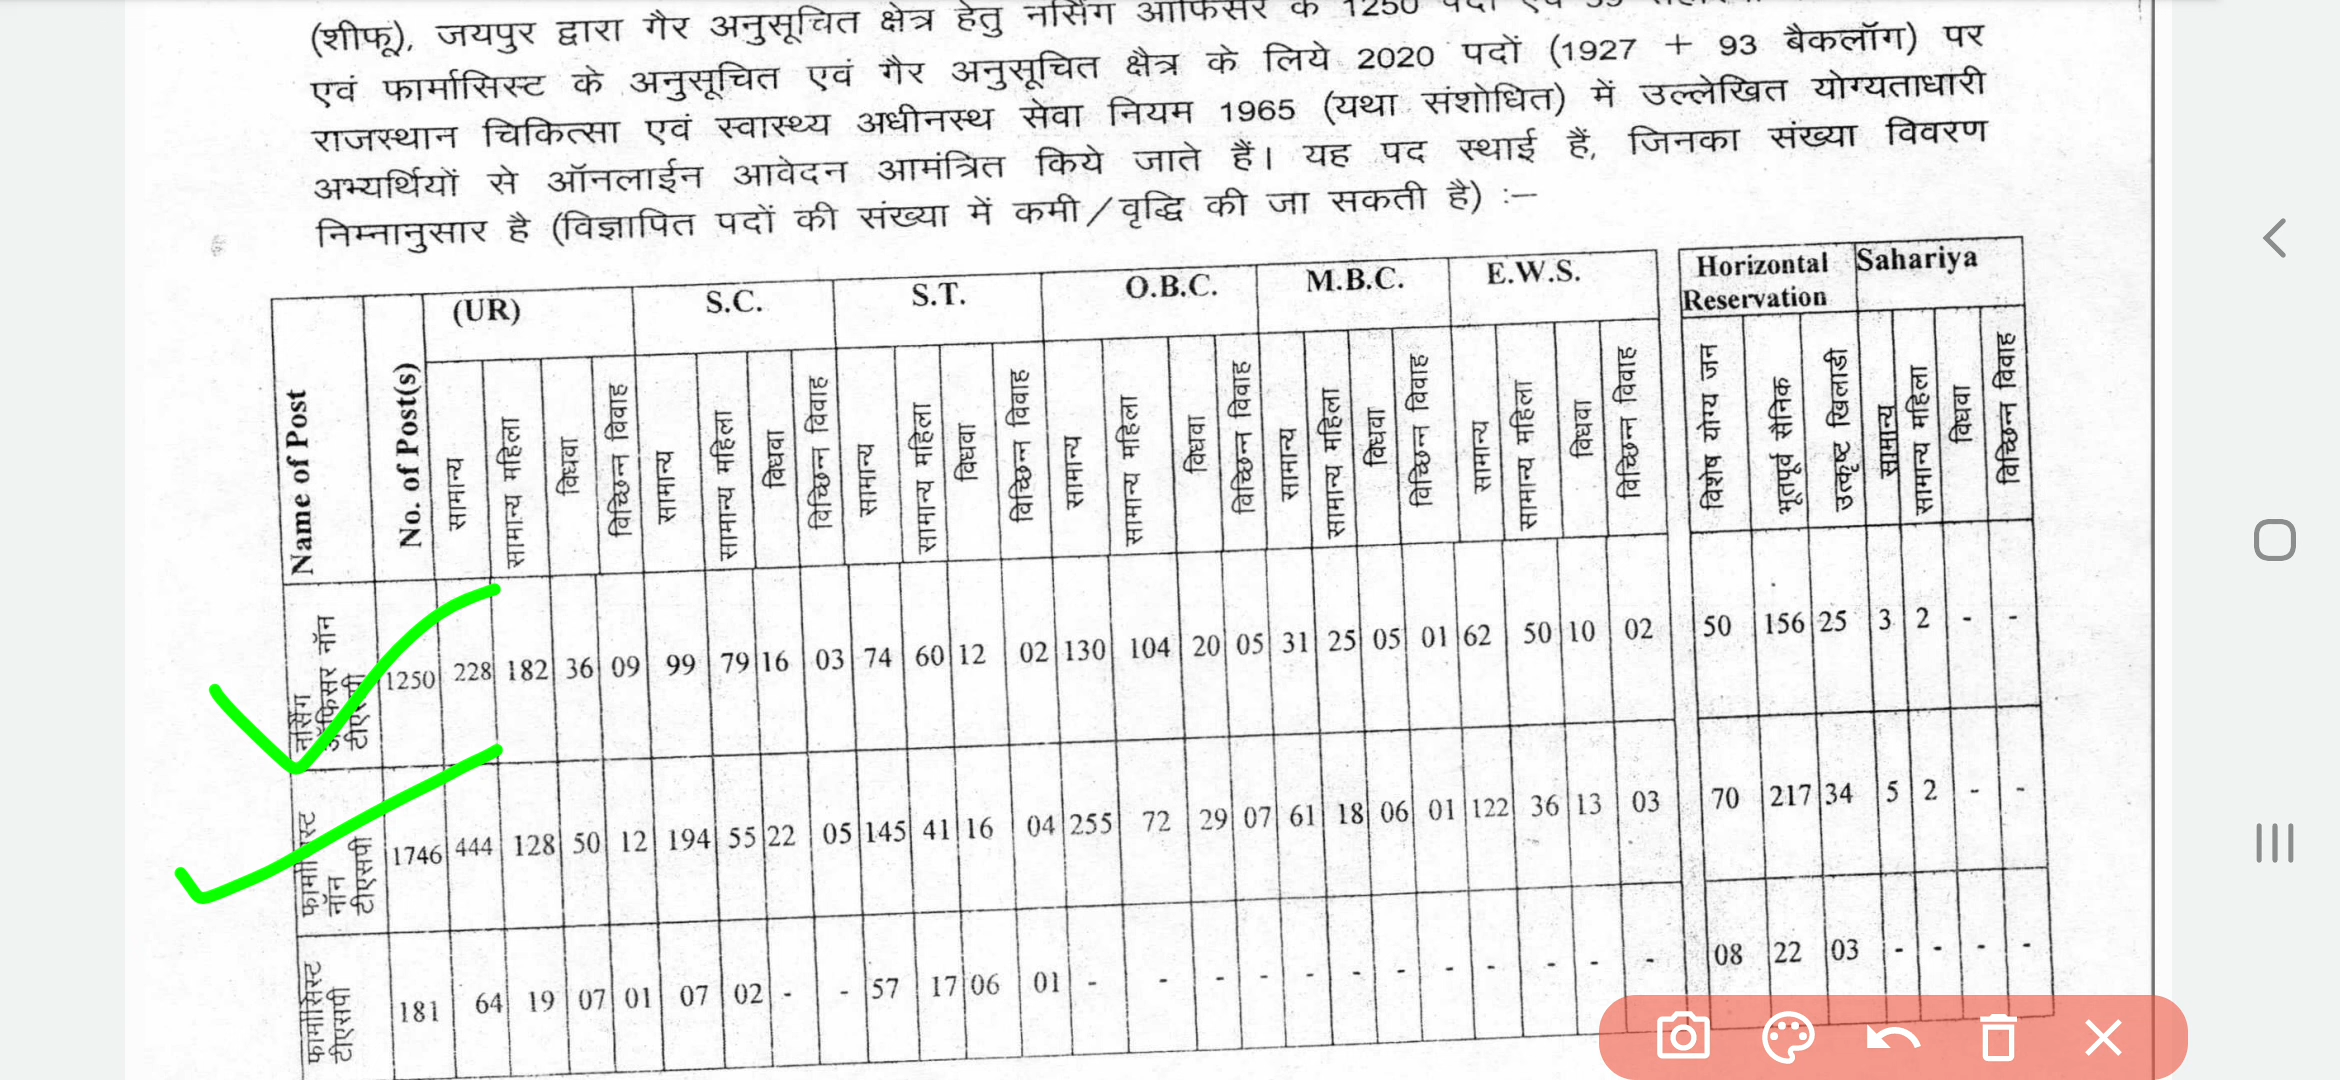 (शीफू), जयपुर द्वारा गैर अनुसूचित क्षेत्र हेतु नर्सिंग ऑफिसर के 1250
एवं फार्मासिस्ट के अनुसूचित एवं गैर अनुसूचित क्षैत्र के लिये 2020 पदों (1927 + 93 बैकलॉग) पर
राजस्थान चिकित्सा एवं स्वास्थ्य अधीनस्थ सेवा नियम 1965 (यथा संशोधित) में उल्लेखित योग्यताधारी
अभ्यर्थियों से ऑनलाईन आवेदन आमंत्रित किये जाते हैं। यह पद स्थाई हैं, जिनका संख्या विवरण
निम्नानुसार है (विज्ञापित पदों की संख्या में कमी/वृद्धि की जा सकती है) :–
Name of Post No. of Post(s) (UR) S.C. S.T. O.B.C. M.B.C. E.W.S. Horizontal Reservation Sahariya
सामान्य सामान्य महिला विधवा विच्छिन्न विवाह सामान्य सामान्य महिला विधवा विच्छिन्न विवाह सामान्य सामान्य महिला विधवा विच्छिन्न विवाह सामान्य सामान्य महिला विधवा विच्छिन्न विवाह सामान्य सामान्य महिला विधवा विच्छिन्न विवाह सामान्य सामान्य महिला विधवा विच्छिन्न विवाह विशेष योग्य जन भूतपूर्व सैनिक उत्कृष्ट खिलाडी सामान्य सामान्य महिला विधवा विच्छिन्न विवाह
नर्सिंग ऑफिसर नॉन टीएसपी 1250 228 182 36 09 99 79 16 03 74 60 12 02 130 104 20 05 31 25 05 01 62 50 10 02 50 156 25 3 2 - -
फार्मासिस्ट नॉन टीएसपी 1746 444 128 50 12 194 55 22 05 145 41 16 04 255 72 29 07 61 18 06 01 122 36 13 03 70 217 34 5 2 - -
फार्मासिस्ट टीएसपी 181 64 19 07 01 07 02 - - 57 17 06 01 - - - - - - - - - - - - 08 22 03 - - - -